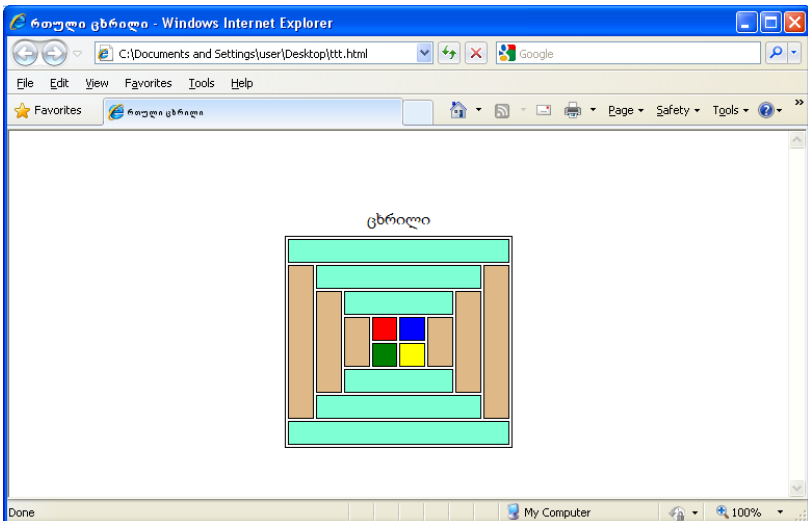 რთული ცხრილი - Windows Internet Explorer
C:\Documents and Settings\user\Desktop\ttt.html
Google
File Edit View Favorites Tools Help
Favorites რთული ცხრილი Page Safety Tools
ცხრილი
Done My Computer 100%